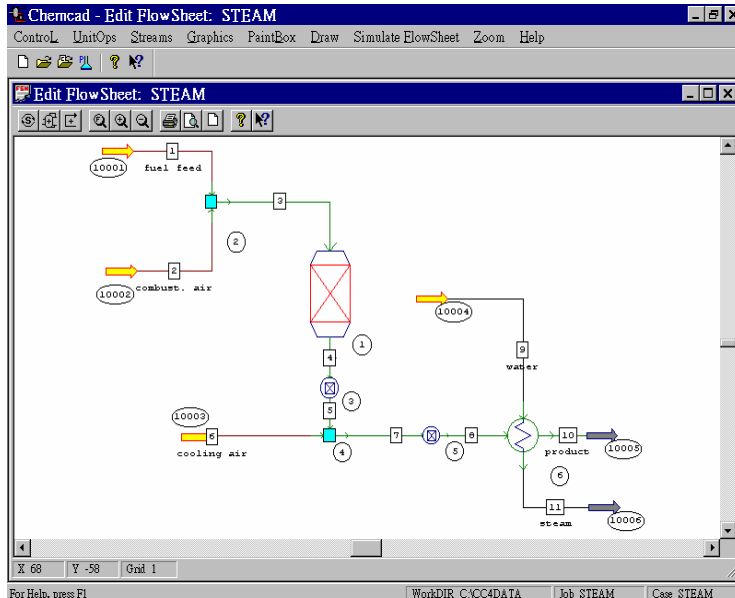 Chemcad - Edit FlowSheet: STEAM
ControL UnitOps Streams Graphics PaintBox Draw Simulate FlowSheet Zoom Help
Edit FlowSheet: STEAM
1
10001
fuel feed
3
2
2
10002
combust. air
10004
1
4
9
water
3
5
10003
6
7
8
10
cooling air
4
5
product
10005
6
11
steam
10006
X 68 Y -58 Grid 1
For Help, press F1 WorkDIR C:\CC4DATA Job STEAM Case STEAM